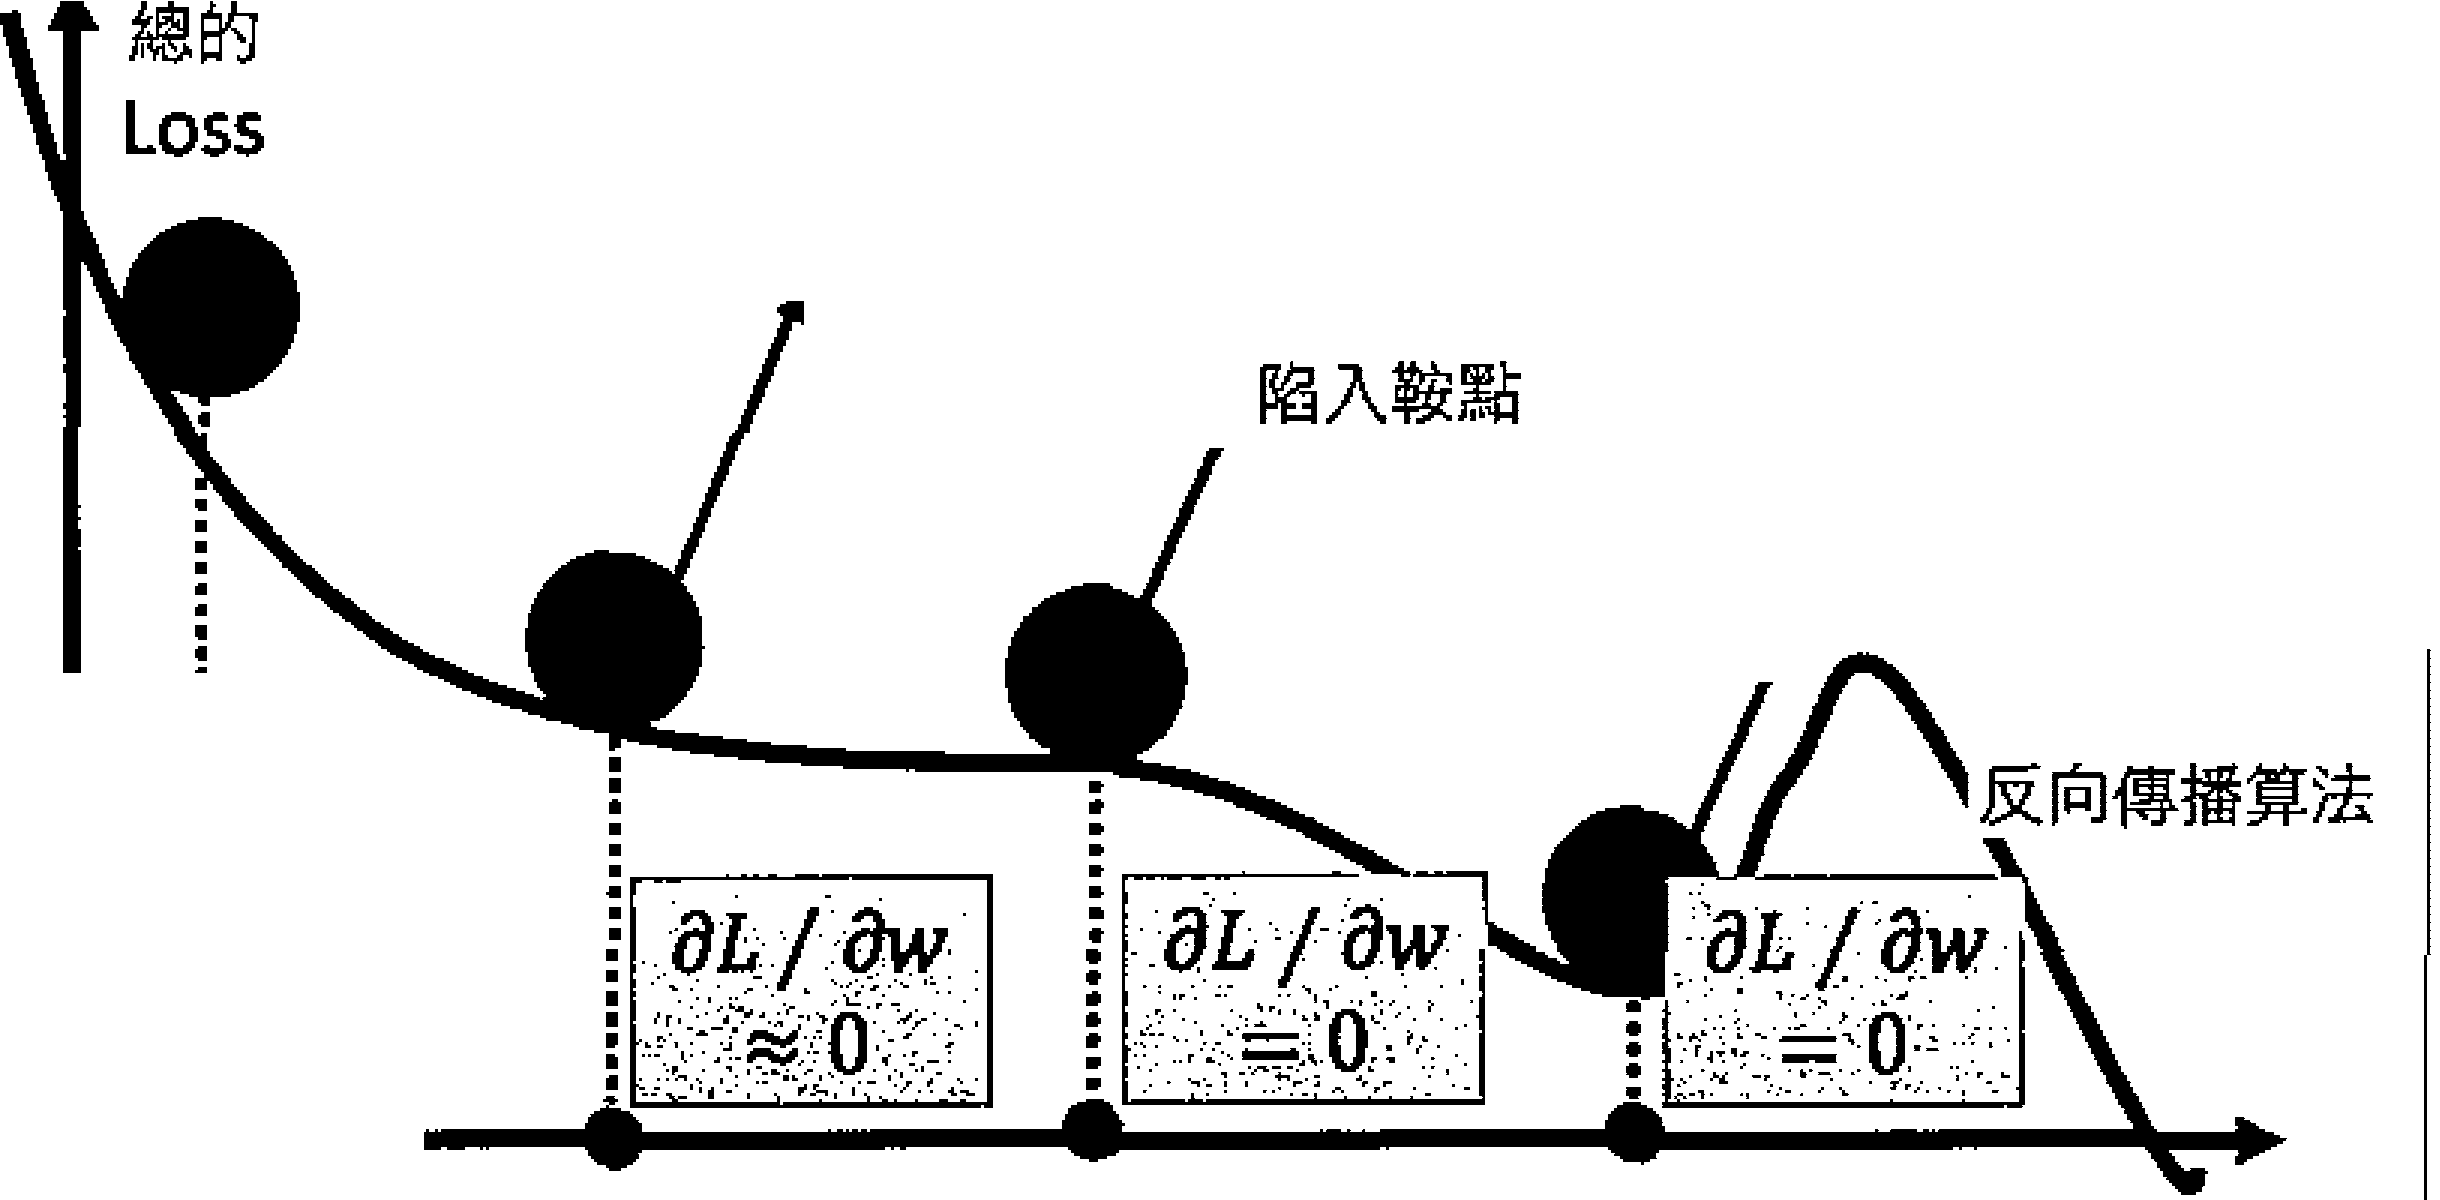 總的
Loss
陷入鞍點
反向傳播算法
∂L / ∂w
≈ 0
∂L / ∂w
= 0
∂L / ∂w
= 0